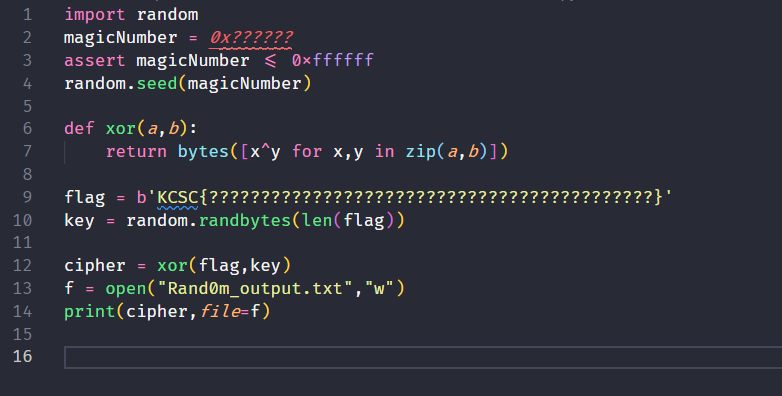 1 import random
2 magicNumber = 0x??????
3 assert magicNumber <= 0xffffff
4 random.seed(magicNumber)
5
6 def xor(a,b):
7     return bytes([x^y for x,y in zip(a,b)])
8
9 flag = b'KCSC{???????????????????????????????????????????}'
10 key = random.randbytes(len(flag))
11
12 cipher = xor(flag,key)
13 f = open("Rand0m_output.txt","w")
14 print(cipher,file=f)
15
16